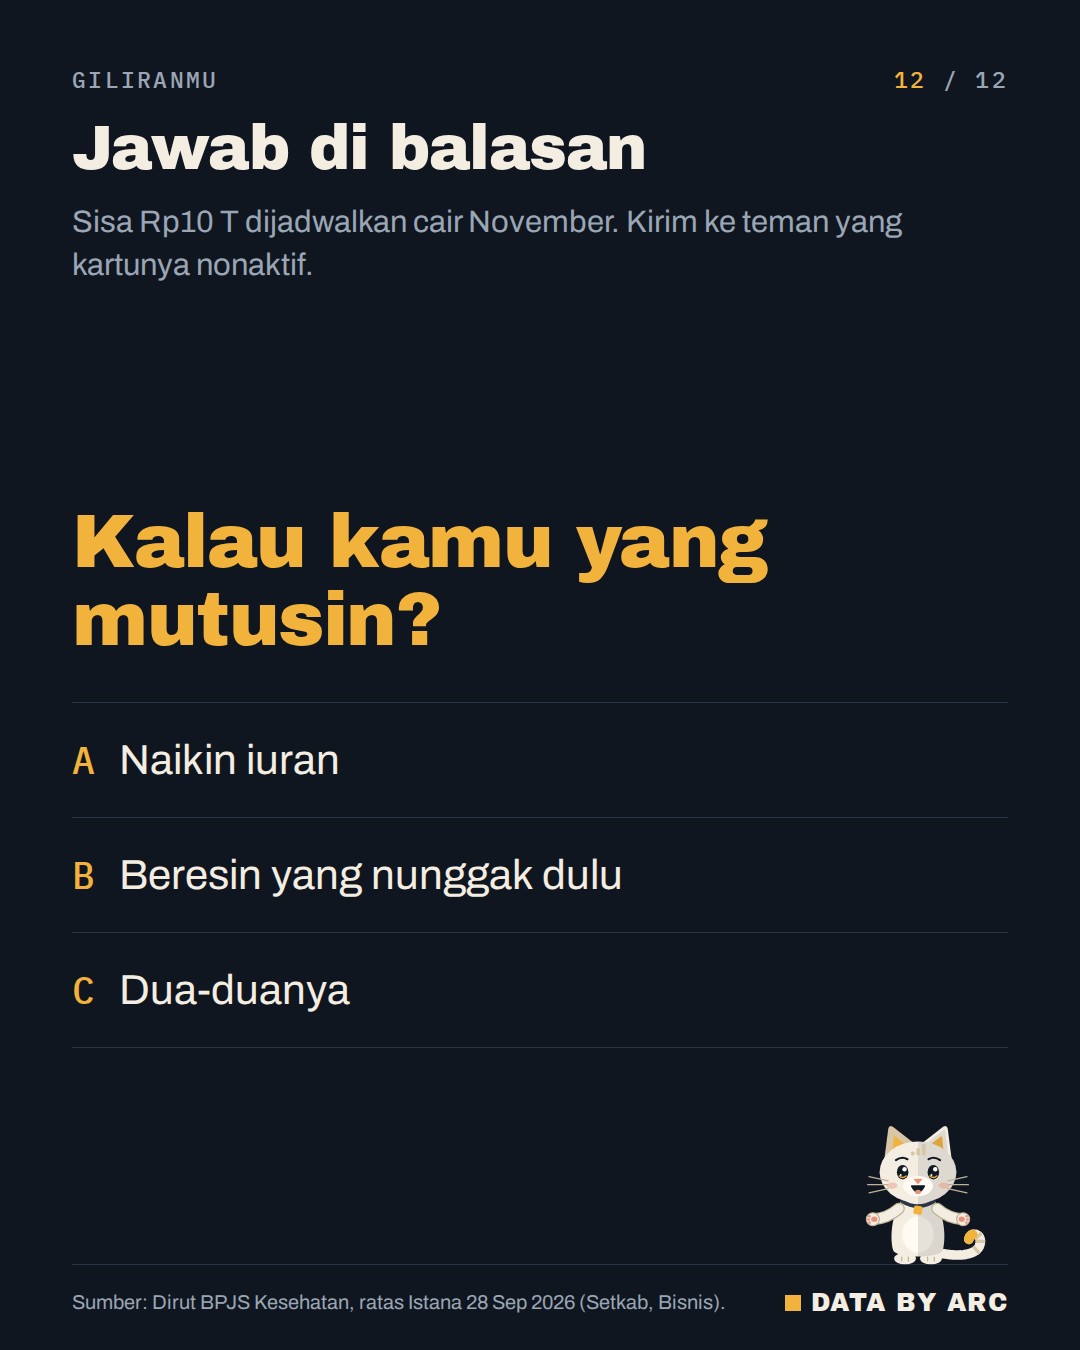 GILIRANMU
12 / 12
Jawab di balasan
Sisa Rp10 T dijadwalkan cair November. Kirim ke teman yang
kartunya nonaktif.
Kalau kamu yang
mutusin?
A Naikin iuran
B Beresin yang nunggak dulu
C Dua-duanya
Sumber: Dirut BPJS Kesehatan, ratas Istana 28 Sep 2026 (Setkab, Bisnis).
DATA BY ARC